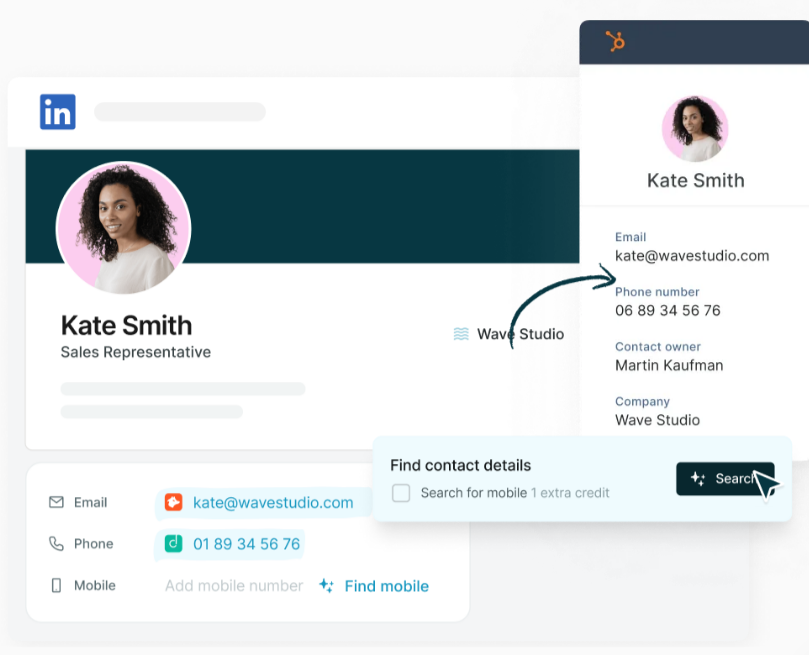 in
Kate Smith
Sales Representative
Wave Studio
Kate Smith
Email
kate@wavestudio.com
Phone number
06 89 34 56 76
Contact owner
Martin Kaufman
Company
Wave Studio
Find contact details
Search for mobile 1 extra credit
Search
Email kate@wavestudio.com
Phone d 01 89 34 56 76
Mobile Add mobile number Find mobile